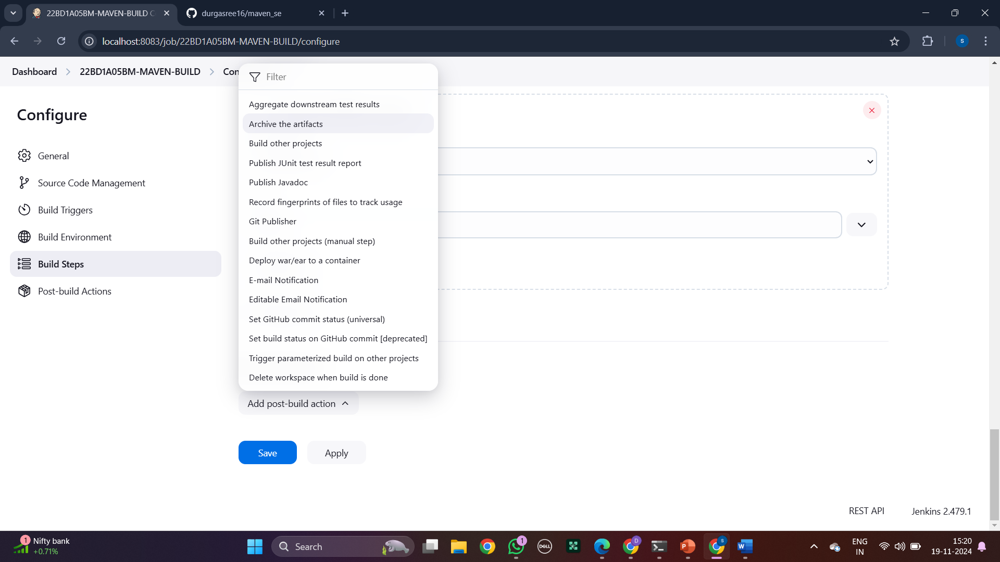 22BD1A05BM-MAVEN-BUILD C
durgasree16/maven_se
localhost:8083/job/22BD1A05BM-MAVEN-BUILD/configure
S
Dashboard
22BD1A05BM-MAVEN-BUILD
Con
Filter
Configure
General
Source Code Management
Build Triggers
Build Environment
Build Steps
Post-build Actions
Aggregate downstream test results
Archive the artifacts
Build other projects
Publish JUnit test result report
Publish Javadoc
Record fingerprints of files to track usage
Git Publisher
Build other projects (manual step)
Deploy war/ear to a container
E-mail Notification
Editable Email Notification
Set GitHub commit status (universal)
Set build status on GitHub commit [deprecated]
Trigger parameterized build on other projects
Delete workspace when build is done
Add post-build action
Save
Apply
REST API
Jenkins 2.479.1
1
Nifty bank
+0.71%
Search
1
DELL
D
P
S
W
ENG
IN
15:20
19-11-2024